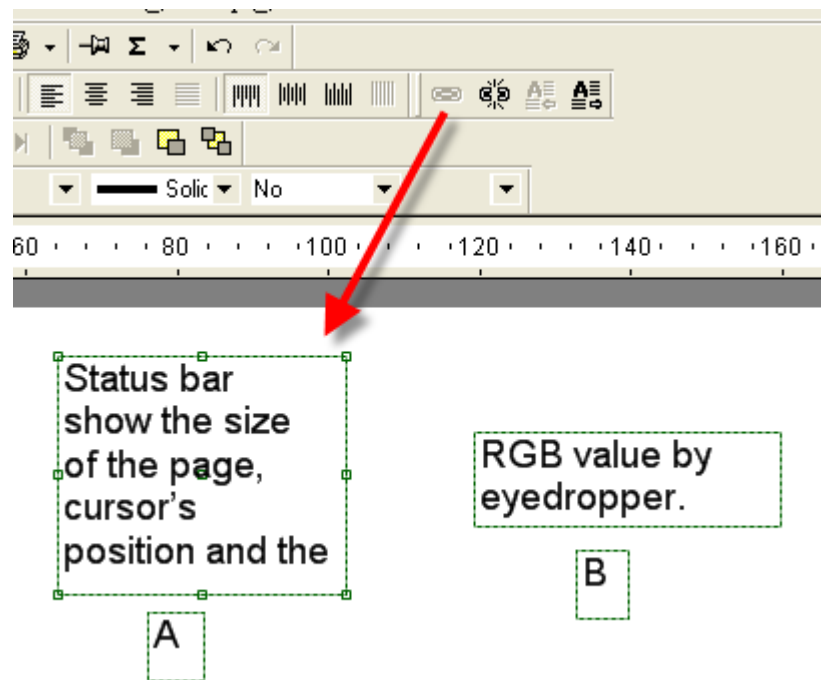 Σ
Solic No
60 80 100 120 140 160
Status bar
show the size
of the page,
cursor's
position and the
RGB value by
eyedropper.
B
A